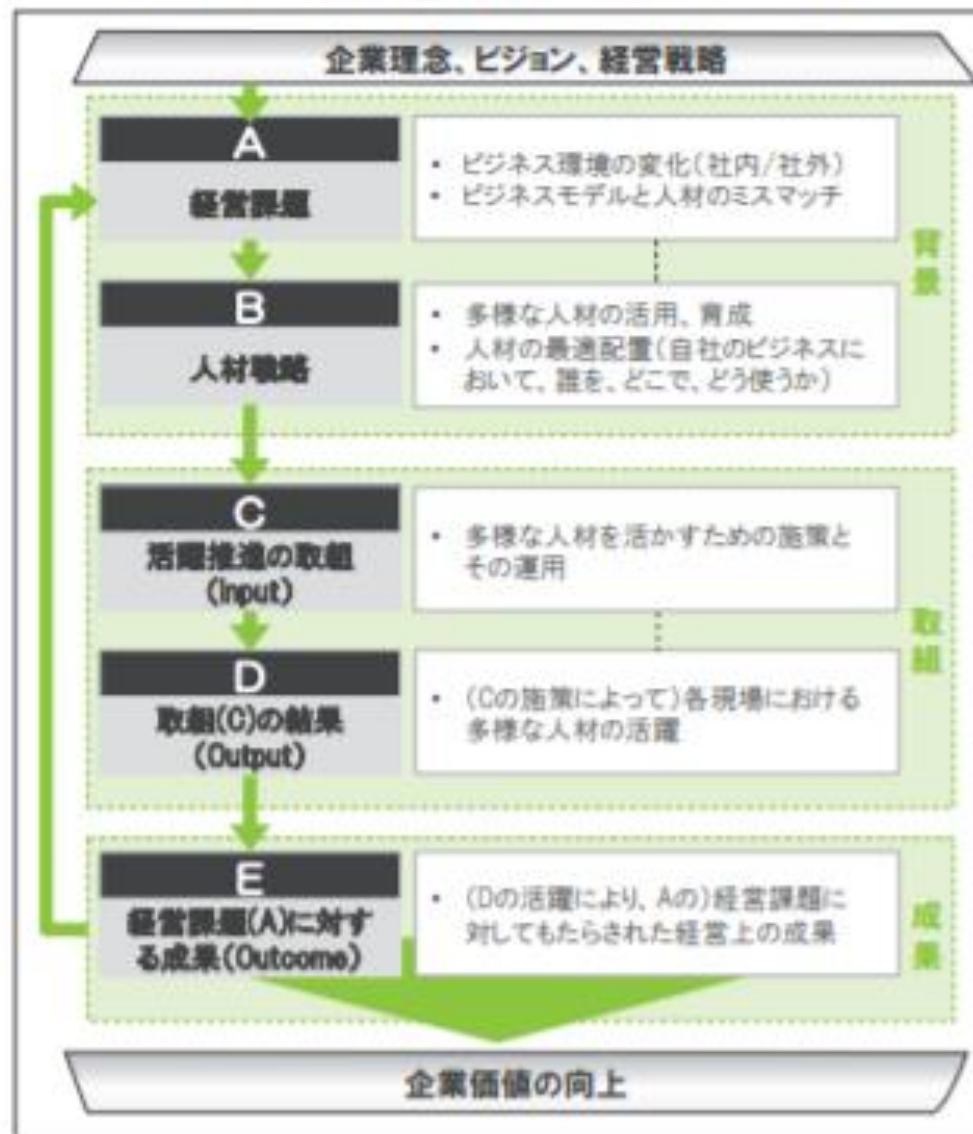 企業理念、ビジョン、経営戦略
A
経営課題
• ビジネス環境の変化(社内/社外)
• ビジネスモデルと人材のミスマッチ
背景
B
人材戦略
• 多様な人材の活用、育成
• 人材の最適配置(自社のビジネスに
おいて、誰を、どこで、どう使うか)
C
活躍推進の取組
(Input)
• 多様な人材を活かすための施策と
その運用
取組
D
取組(C)の結果
(Output)
• (Cの施策によって)各現場における
多様な人材の活躍
E
経営課題(A)に対す
る成果(Outcome)
• (Dの活躍により、Aの)経営課題に
対してもたらされた経営上の成果
成果
企業価値の向上